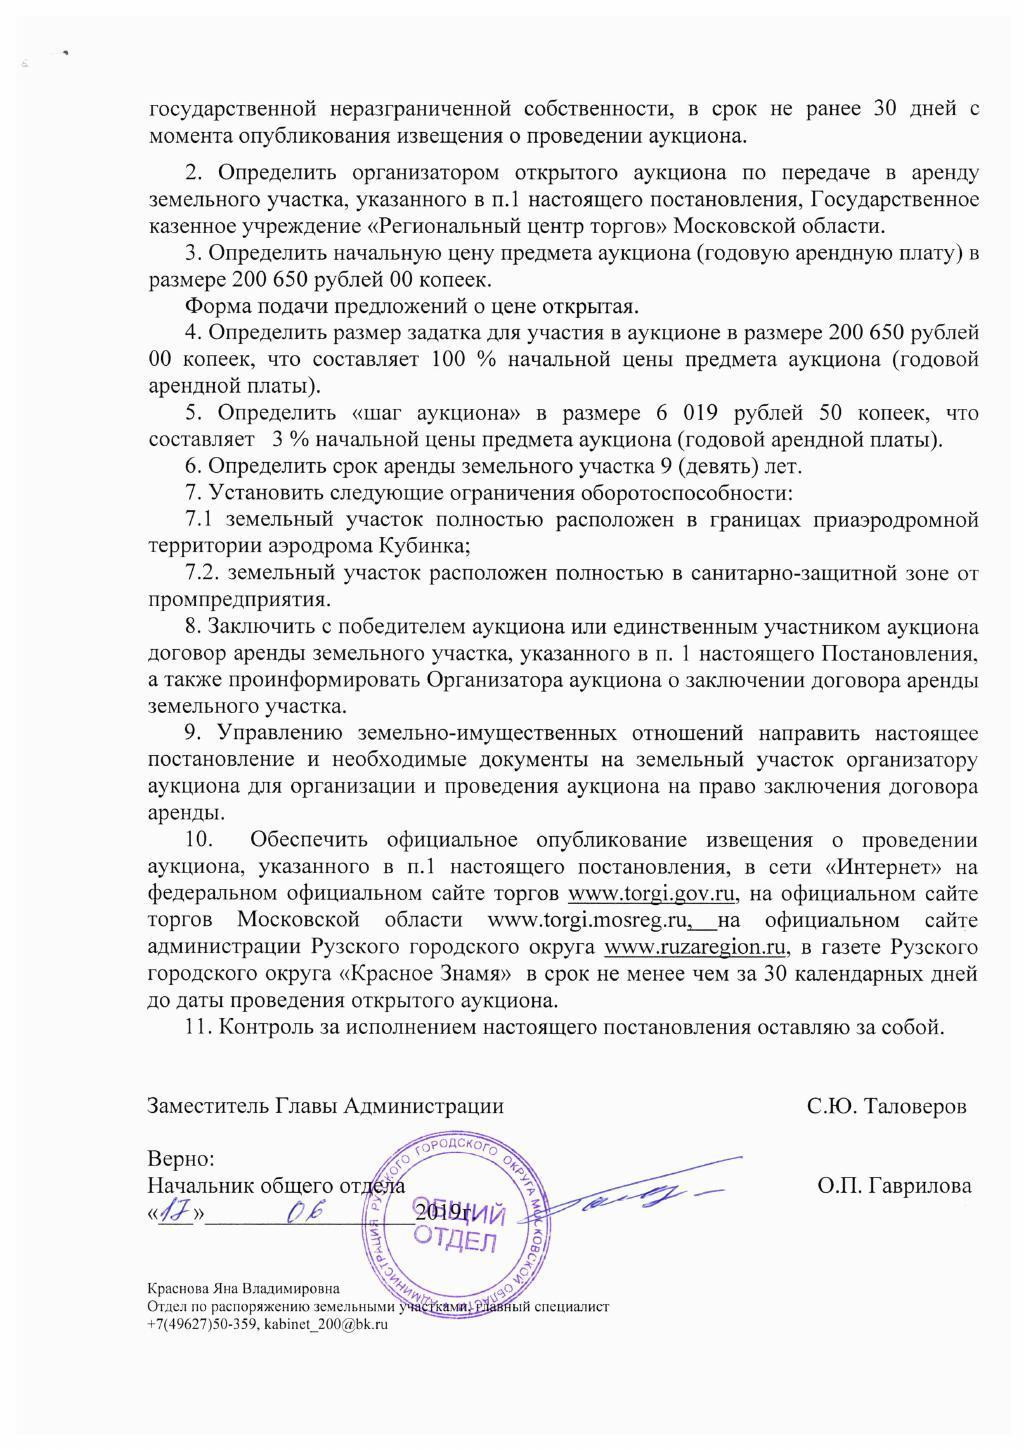 государственной неразграниченной собственности, в срок не ранее 30 дней с
момента опубликования извещения о проведении аукциона.
2. Определить организатором открытого аукциона по передаче в аренду
земельного участка, указанного в п.1 настоящего постановления, Государственное
казенное учреждение «Региональный центр торгов» Московской области.
3. Определить начальную цену предмета аукциона (годовую арендную плату) в
размере 200 650 рублей 00 копеек.
Форма подачи предложений о цене открытая.
4. Определить размер задатка для участия в аукционе в размере 200 650 рублей
00 копеек, что составляет 100 % начальной цены предмета аукциона (годовой
арендной платы).
5. Определить «шаг аукциона» в размере 6 019 рублей 50 копеек, что
составляет 3 % начальной цены предмета аукциона (годовой арендной платы).
6. Определить срок аренды земельного участка 9 (девять) лет.
7. Установить следующие ограничения оборотоспособности:
7.1 земельный участок полностью расположен в границах приаэродромной
территории аэродрома Кубинка;
7.2. земельный участок расположен полностью в санитарно-защитной зоне от
промпредприятия.
8. Заключить с победителем аукциона или единственным участником аукциона
договор аренды земельного участка, указанного в п. 1 настоящего Постановления,
а также проинформировать Организатора аукциона о заключении договора аренды
земельного участка.
9. Управлению земельно-имущественных отношений направить настоящее
постановление и необходимые документы на земельный участок организатору
аукциона для организации и проведения аукциона на право заключения договора
аренды.
10. Обеспечить официальное опубликование извещения о проведении
аукциона, указанного в п.1 настоящего постановления, в сети «Интернет» на
федеральном официальном сайте торгов www.torgi.gov.ru, на официальном сайте
торгов Московской области www.torgi.mosreg.ru, на официальном сайте
администрации Рузского городского округа www.ruzaregion.ru, в газете Рузского
городского округа «Красное Знамя» в срок не менее чем за 30 календарных дней
до даты проведения открытого аукциона.
11. Контроль за исполнением настоящего постановления оставляю за собой.
Заместитель Главы Администрации С.Ю. Таловеров
Верно:
Начальник общего отдела О.П. Гаврилова
«17» 06 2019г.
АДМИНИСТРАЦИЯ РУЗСКОГО ГОРОДСКОГО ОКРУГА МОСКОВСКОЙ ОБЛАСТИ
ОБЩИЙ
ОТДЕЛ
Краснова Яна Владимировна
Отдел по распоряжению земельными участками, главный специалист
+7(49627)50-359, kabinet_200@bk.ru